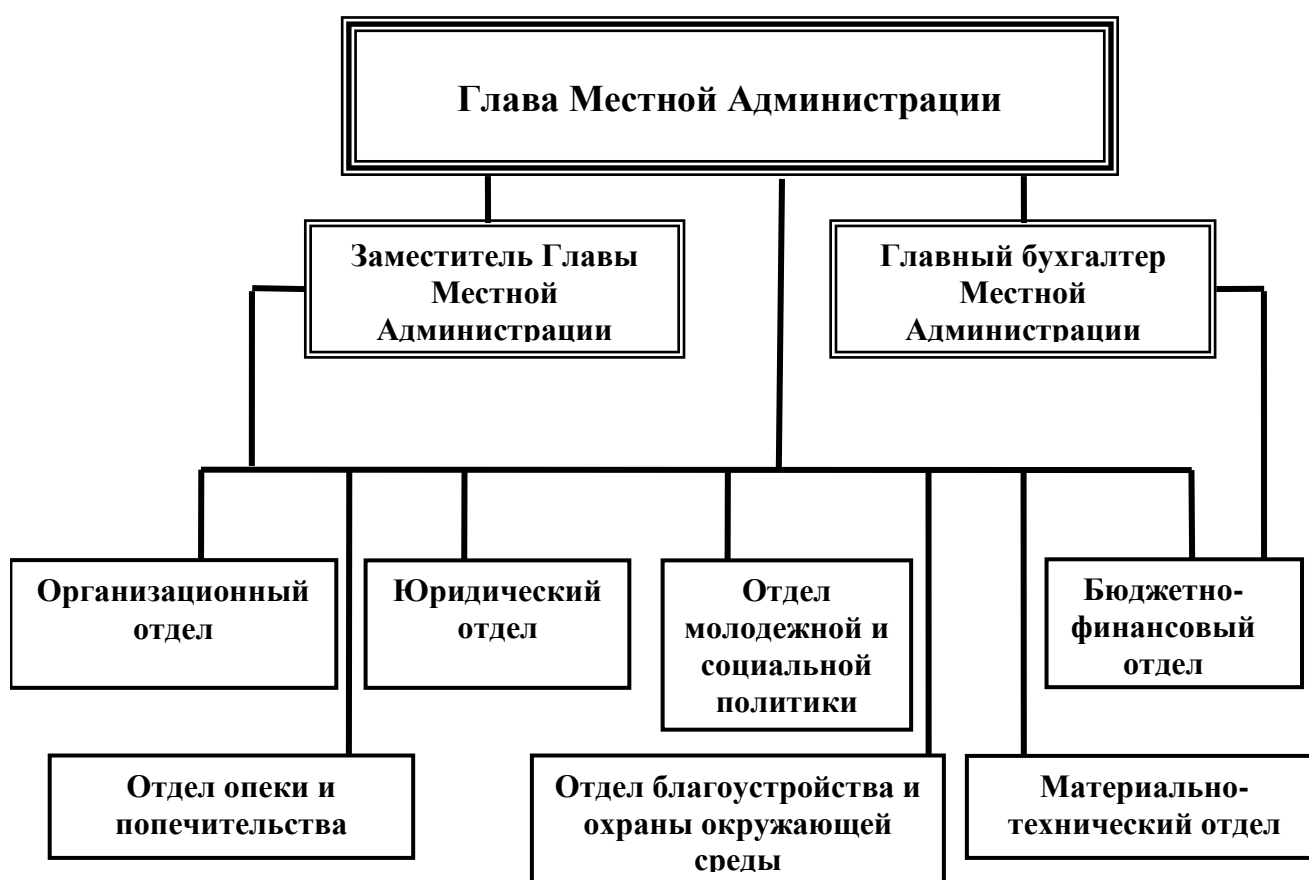 Глава Местной Администрации
Заместитель Главы
Местной
Администрации
Главный бухгалтер
Местной
Администрации
Организационный
отдел
Юридический
отдел
Отдел
молодежной и
социальной
политики
Бюджетно-
финансовый
отдел
Отдел опеки и
попечительства
Отдел благоустройства и
охраны окружающей
среды
Материально-
технический отдел